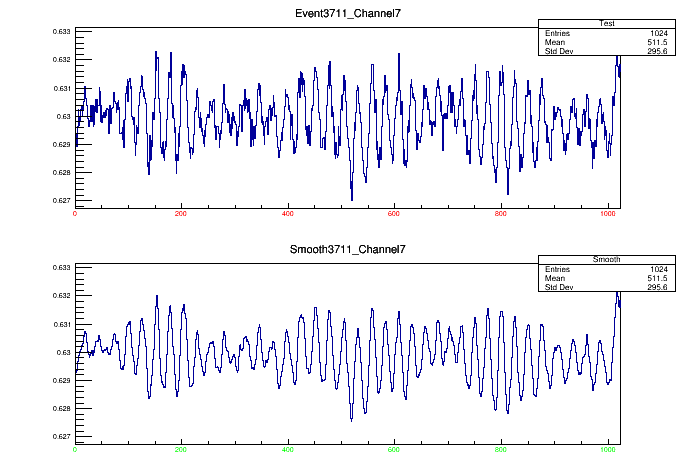 Event3711_Channel7
Test
Entries 1024
Mean 511.5
Std Dev 295.6
0.633
0.632
0.631
0.63
0.629
0.628
0.627
0 200 400 600 800 1000
Smooth3711_Channel7
Smooth
Entries 1024
Mean 511.5
Std Dev 295.6
0.633
0.632
0.631
0.63
0.629
0.628
0.627
0 200 400 600 800 1000